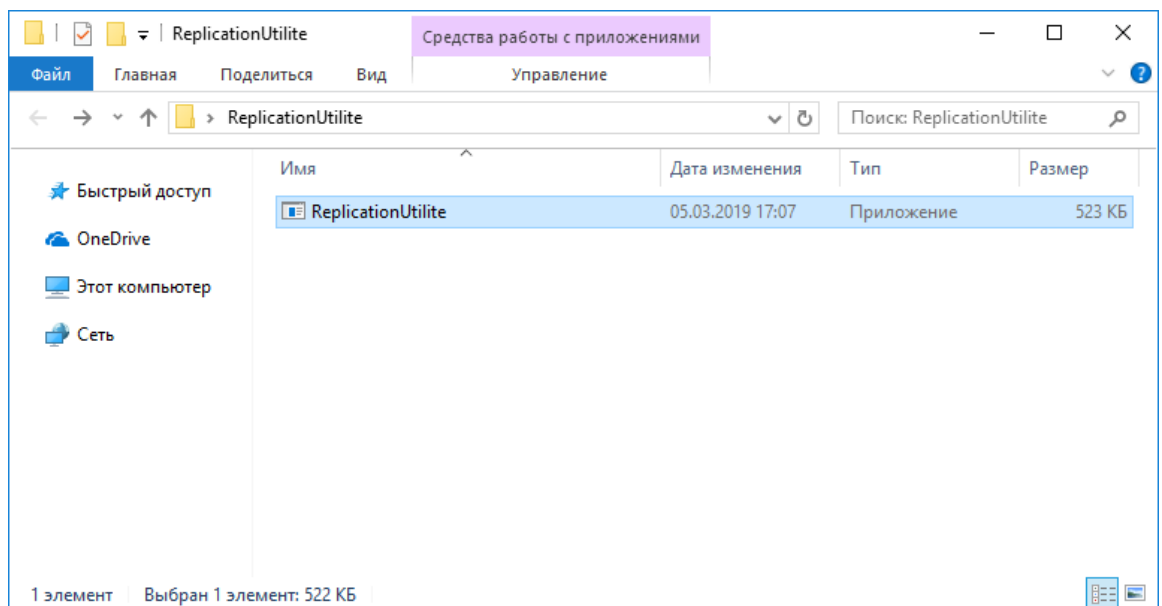 ReplicationUtilite
Средства работы с приложениями
Файл Главная Поделиться Вид Управление
ReplicationUtilite
Поиск: ReplicationUtilite
Имя Дата изменения Тип Размер
Быстрый доступ
ReplicationUtilite 05.03.2019 17:07 Приложение 523 КБ
OneDrive
Этот компьютер
Сеть
1 элемент Выбран 1 элемент: 522 КБ